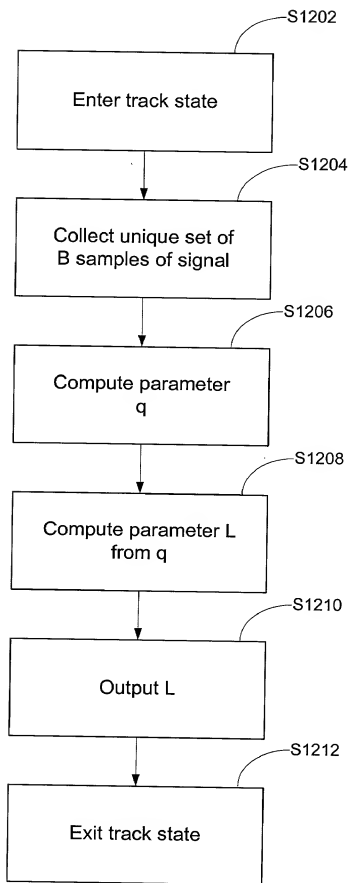 S1202
Enter track state
S1204
Collect unique set of
B samples of signal
S1206
Compute parameter
q
S1208
Compute parameter L
from q
S1210
Output L
S1212
Exit track state